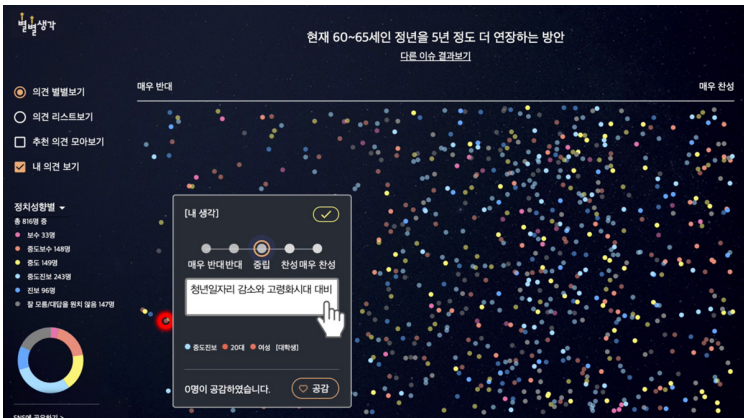 별별생각
현재 60~65세인 정년을 5년 정도 더 연장하는 방안
다른 이슈 결과보기
매우 반대
매우 찬성
의견 별별보기
의견 리스트보기
추천 의견 모아보기
내 의견 보기
정치성향별
총 816명 중
보수 33명
중도보수 148명
중도 149명
중도진보 243명
진보 96명
잘 모름/대답을 원치 않음 147명
[내 생각]
매우 반대 반대 중립 찬성 매우 찬성
청년일자리 감소와 고령화시대 대비
중도진보 20대 여성 [대학생]
0명이 공감하였습니다.
공감
SNS에 공유하기 >